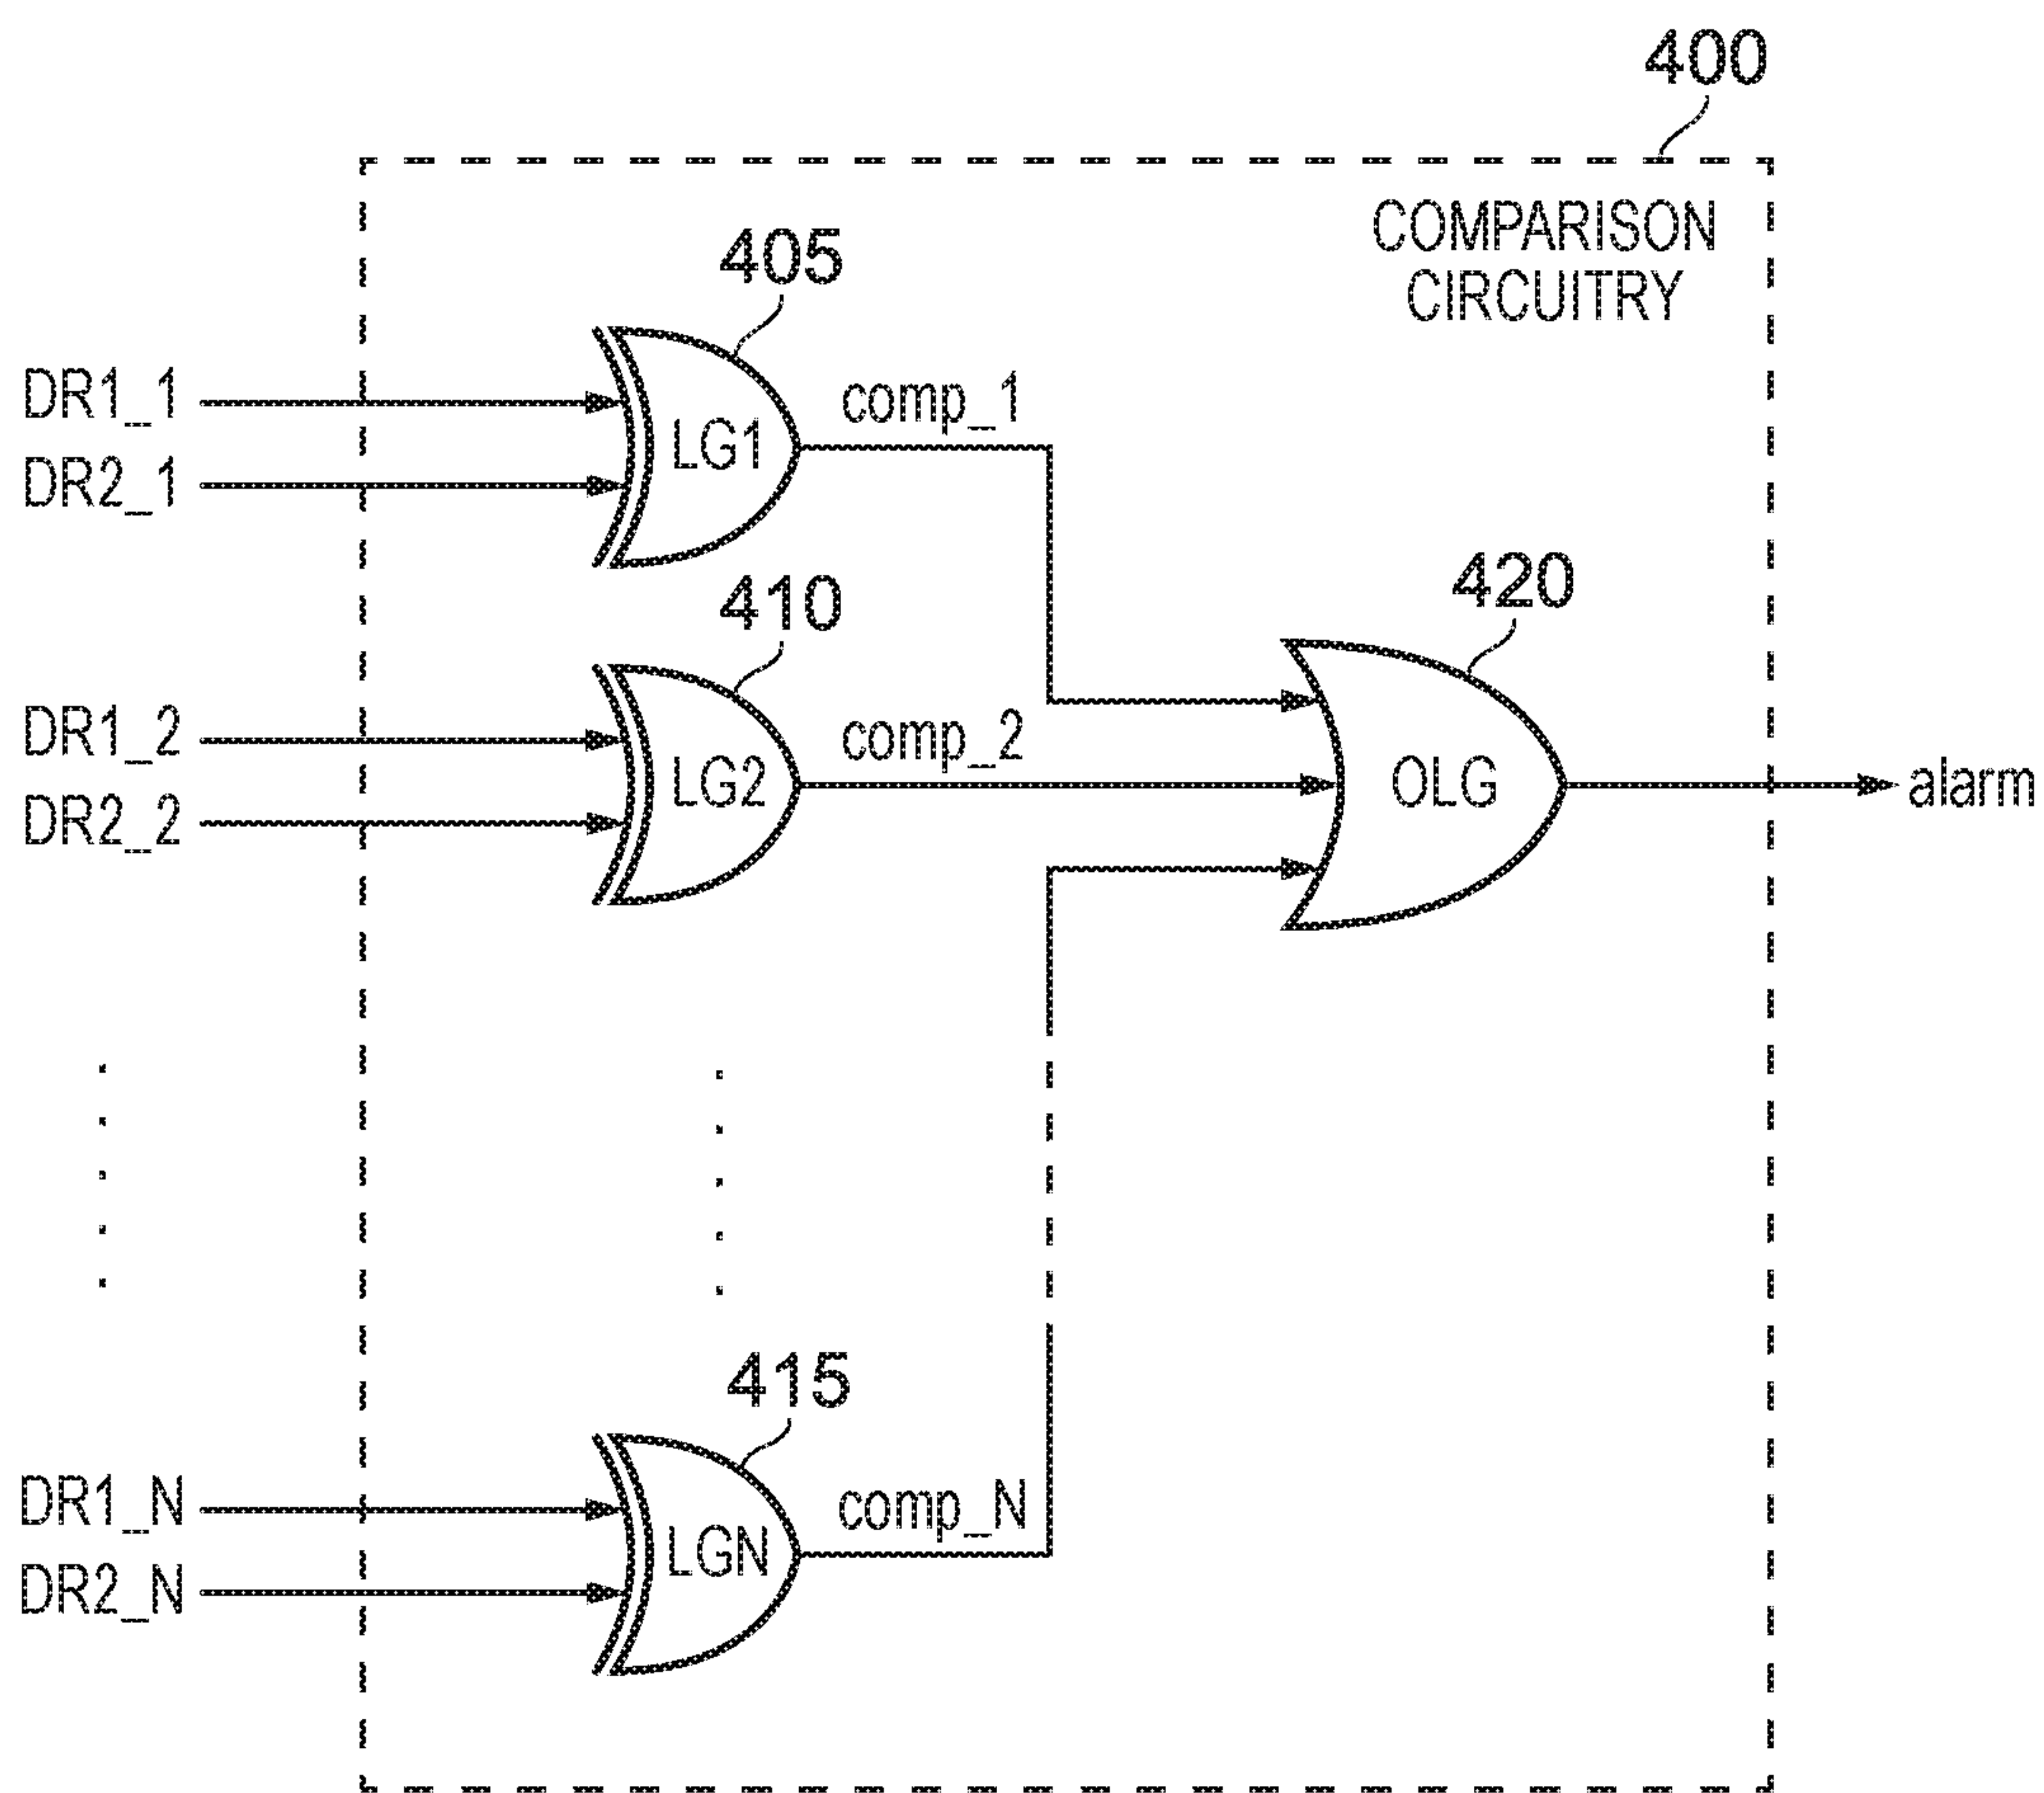 400
COMPARISON
CIRCUITRY
405
DR1_1
DR2_1
LG1
comp_1
410
DR1_2
DR2_2
LG2
comp_2
420
OLG
alarm
415
DR1_N
DR2_N
LGN
comp_N